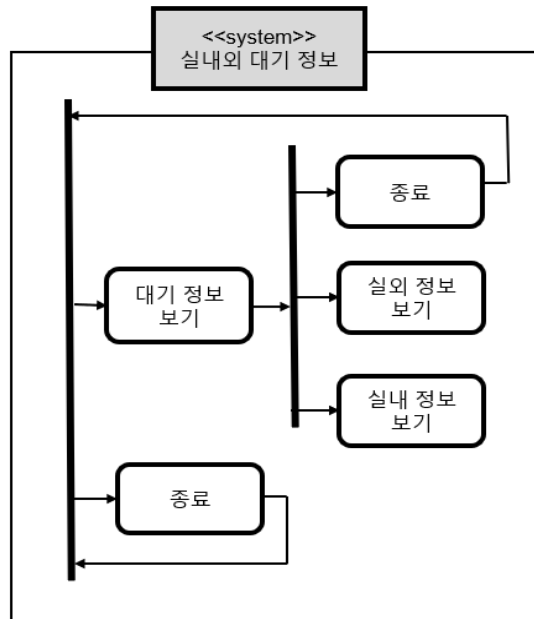 <<system>>
실내외 대기 정보
종료
대기 정보
보기
실외 정보
보기
실내 정보
보기
종료